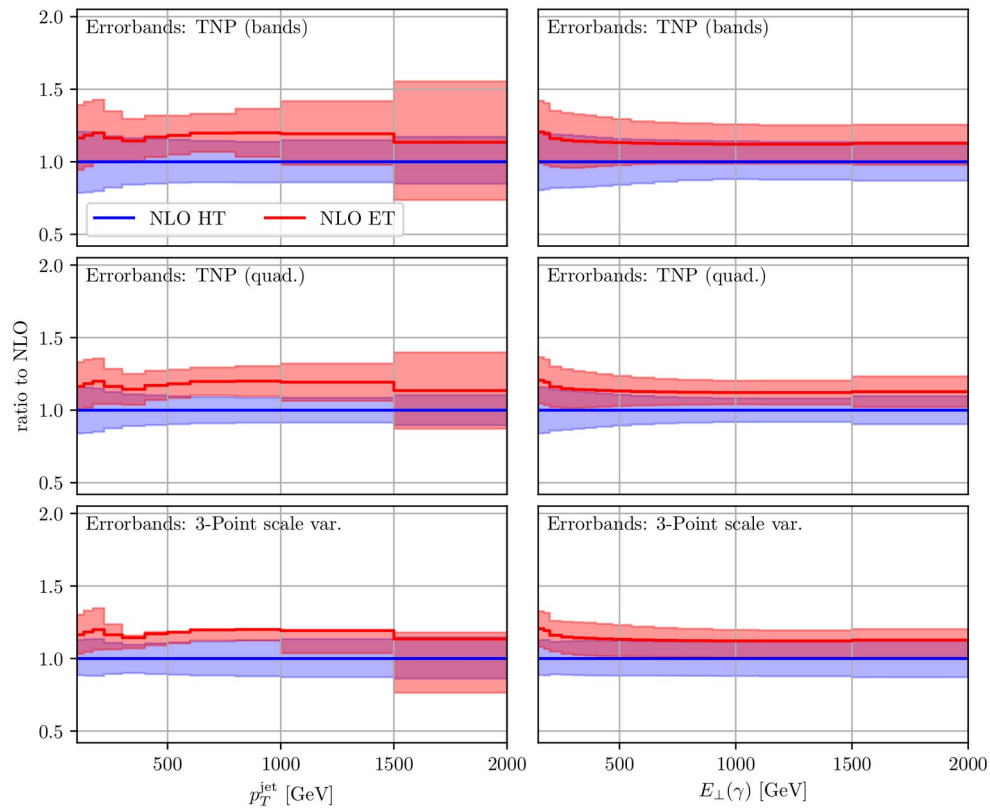 Errorbands: TNP (bands)
Errorbands: TNP (bands)
2.0
1.5
1.0
0.5
NLO HT
NLO ET
Errorbands: TNP (quad.)
Errorbands: TNP (quad.)
2.0
1.5
1.0
0.5
ratio to NLO
Errorbands: 3-Point scale var.
Errorbands: 3-Point scale var.
2.0
1.5
1.0
0.5
500 1000 1500 2000
500 1000 1500 2000
p_T^jet [GeV]
E_⊥(γ) [GeV]